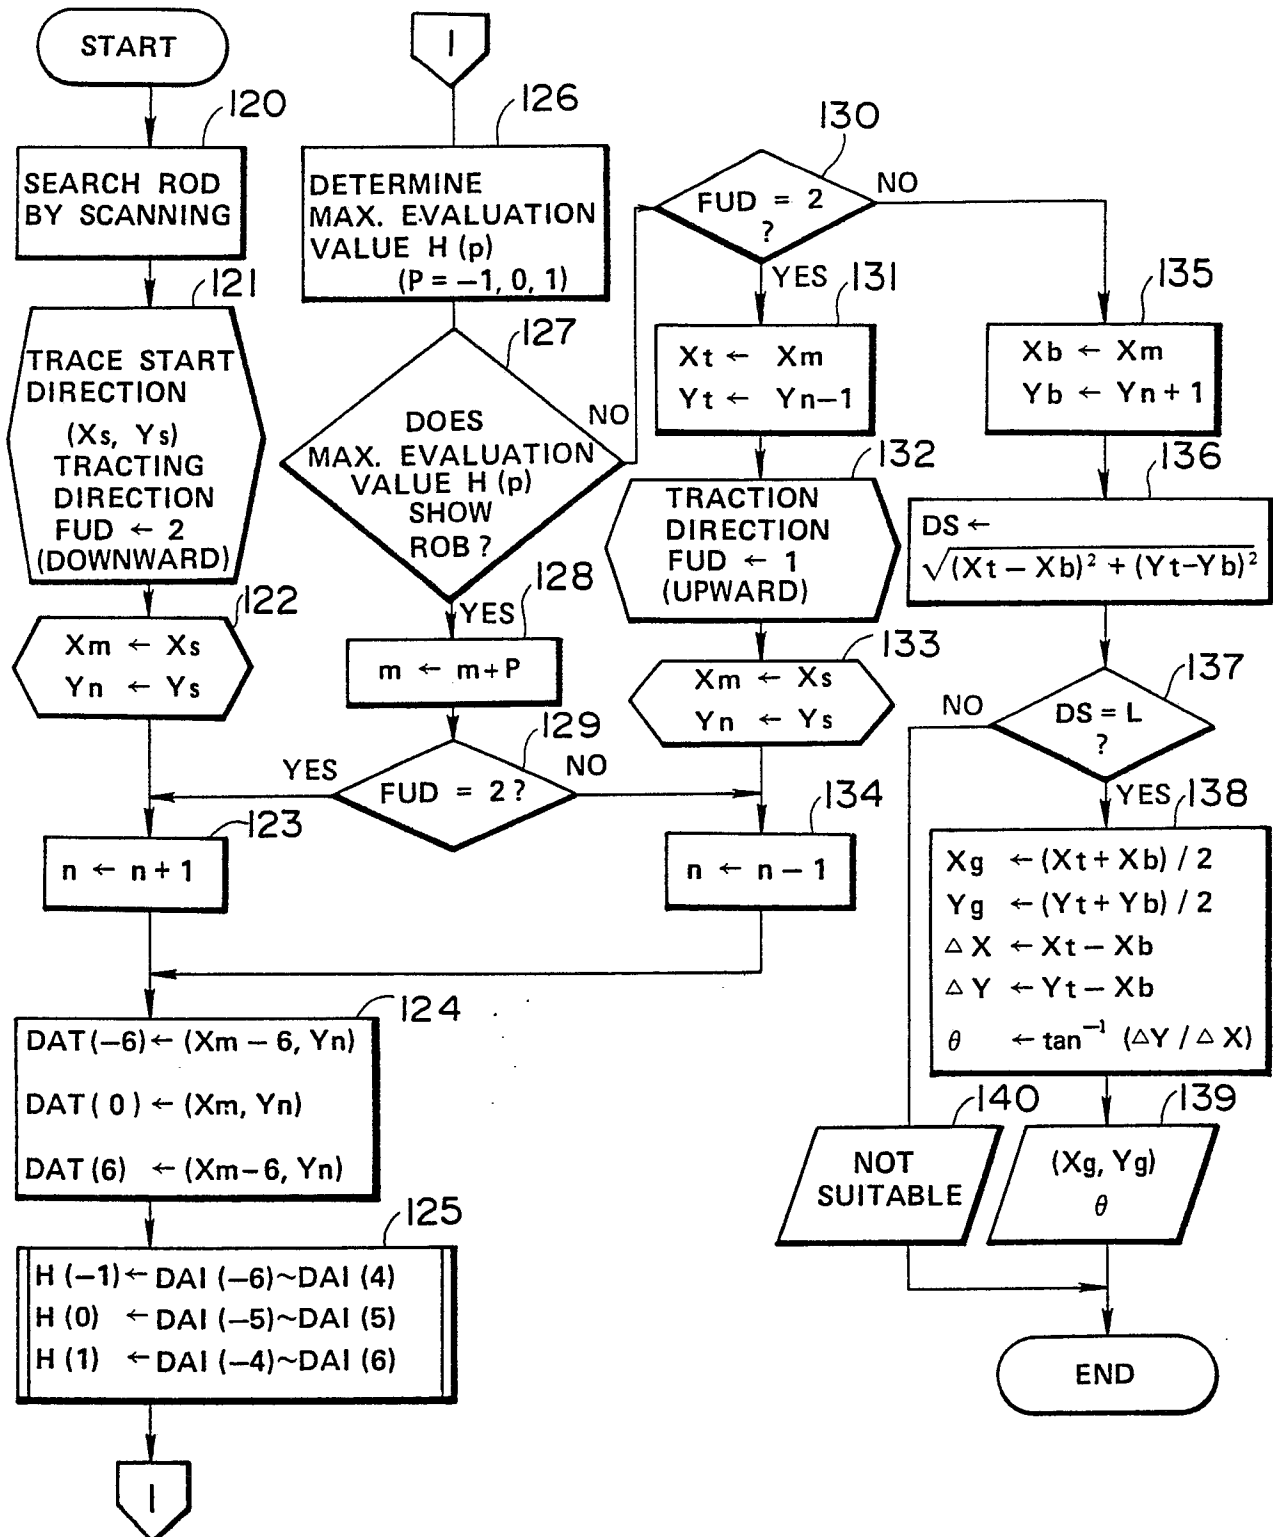 START
120
SEARCH ROD
BY SCANNING
121
TRACE START
DIRECTION
(Xs, Ys)
TRACTING
DIRECTION
FUD ← 2
(DOWNWARD)
122
Xm ← Xs
Yn ← Ys
123
n ← n+1
124
DAT(−6) ← (Xm − 6, Yn)
DAT( 0 ) ← (Xm, Yn)
DAT(6) ← (Xm−6, Yn)
125
H (−1) ← DAI (−6)~DAI (4)
H (0) ← DAI (−5)~DAI (5)
H (1) ← DAI (−4)~DAI (6)
I
I
126
DETERMINE
MAX. EVALUATION
VALUE H (p)
(P = −1, 0, 1)
127
DOES
MAX. EVALUATION
VALUE H (p)
SHOW
ROB ?
NO
YES
128
m ← m+P
129
FUD = 2 ?
YES
NO
130
FUD = 2
?
NO
YES
131
Xt ← Xm
Yt ← Yn−1
132
TRACTION
DIRECTION
FUD ← 1
(UPWARD)
133
Xm ← Xs
Yn ← Ys
134
n ← n − 1
135
Xb ← Xm
Yb ← Yn + 1
136
DS ←
√(Xt − Xb)² + (Yt−Yb)²
137
DS = L
?
NO
YES
138
Xg ← (Xt + Xb) / 2
Yg ← (Yt + Yb) / 2
△ X ← Xt − Xb
△ Y ← Yt − Xb
θ ← tan⁻¹ (△Y / △ X)
139
(Xg, Yg)
θ
140
NOT
SUITABLE
END